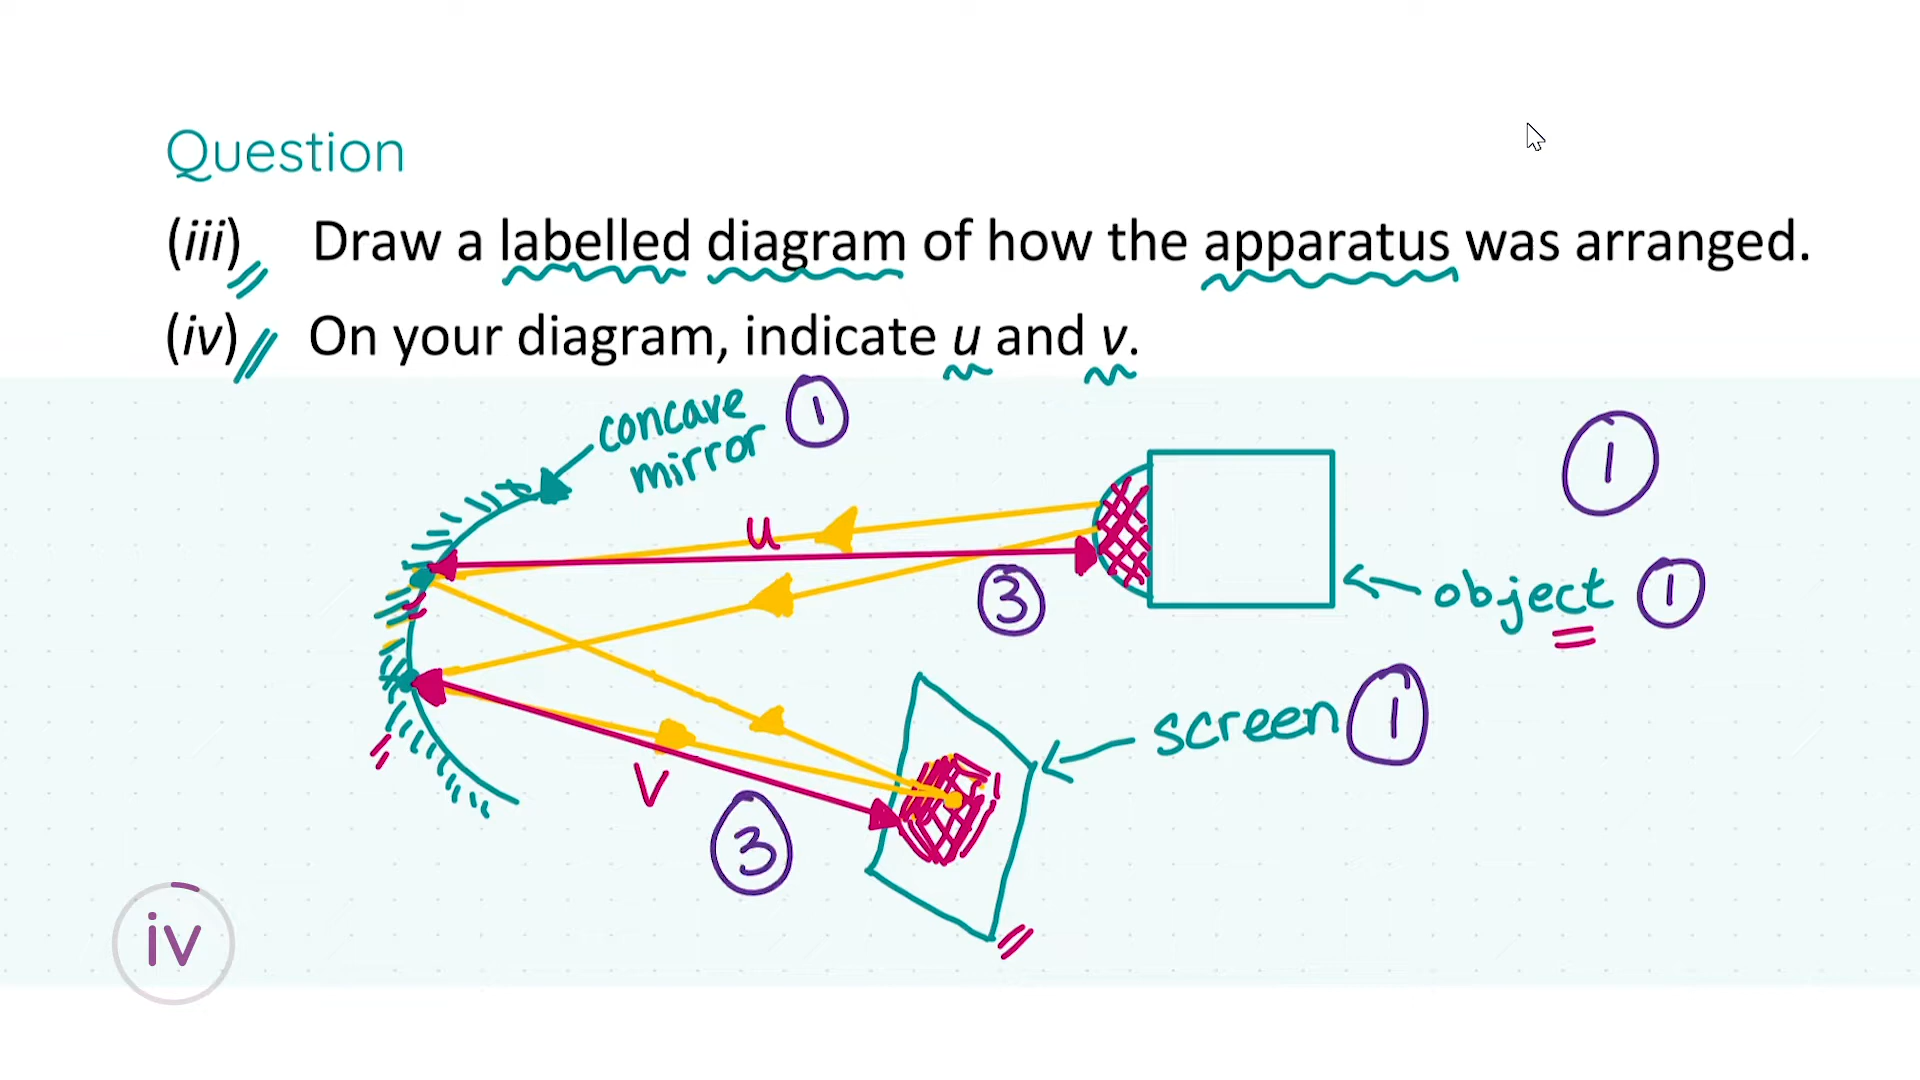 Question
(iii) Draw a labelled diagram of how the apparatus was arranged.
(iv) On your diagram, indicate u and v.
concave
mirror 1
1
u
3
object 1
screen 1
v
3
iv